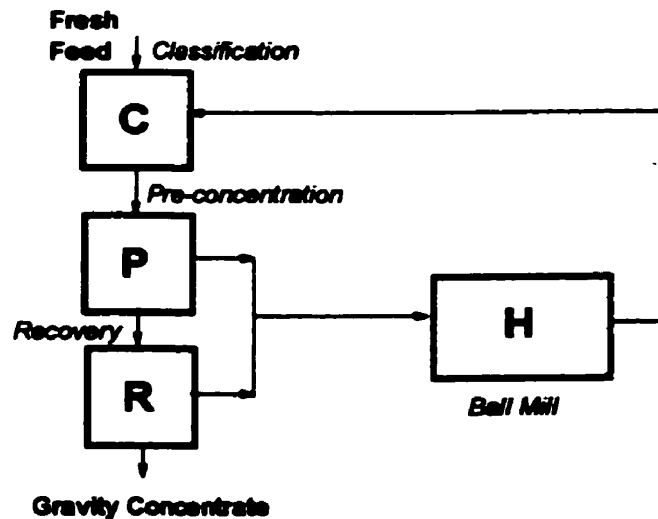 Fresh
Feed
Classification
C
Pre-concentration
P
Recovery
R
H
Ball Mill
Gravity Concentrate